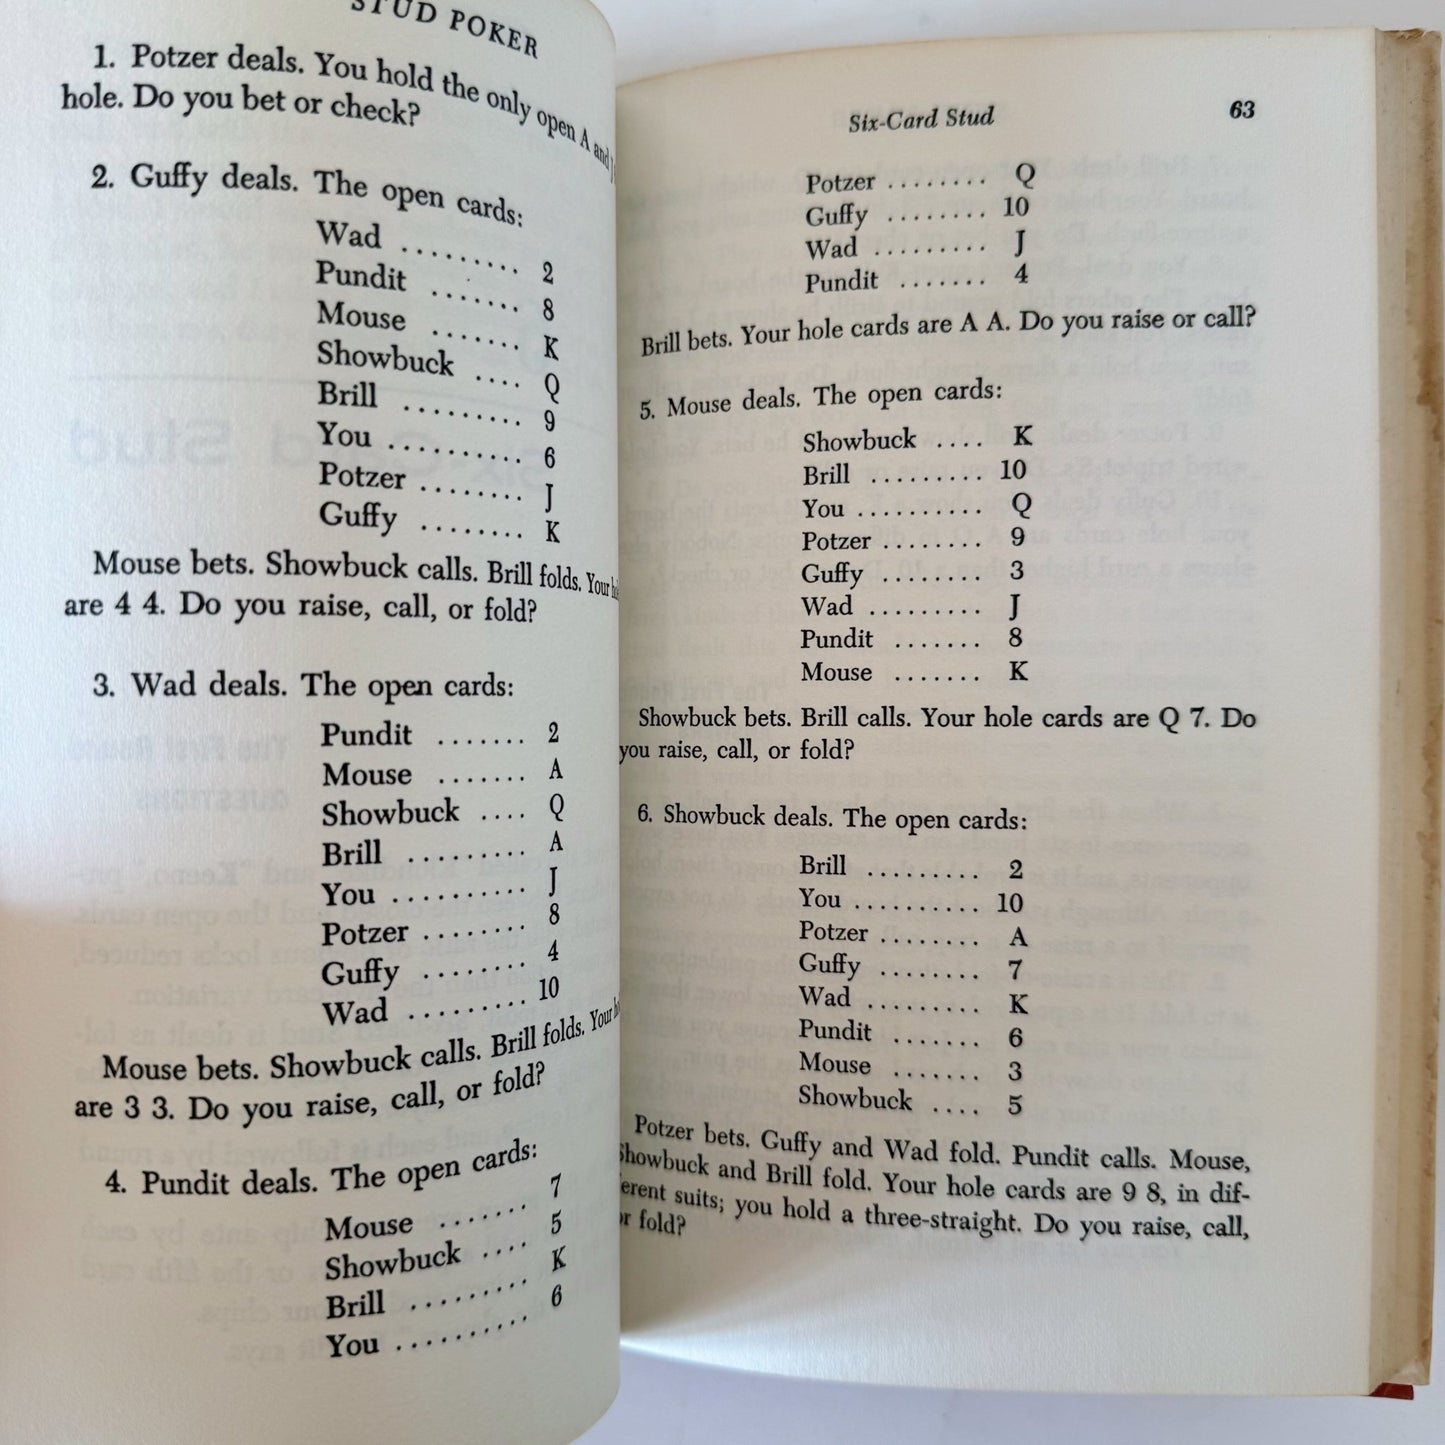 STUD POKER
1. Potzer deals. You hold the only open A and J
hole. Do you bet or check?
2. Guffy deals. The open cards:
Wad ......... 2
Pundit ....... 8
Mouse ....... K
Showbuck .... Q
Brill ......... 9
You .......... 6
Potzer ........ J
Guffy ........ K
Mouse bets. Showbuck calls. Brill folds. Your
are 4 4. Do you raise, call, or fold?
3. Wad deals. The open cards:
Pundit ....... 2
Mouse ....... A
Showbuck .... Q
Brill ......... A
You .......... J
Potzer ........ 8
Guffy ........ 4
Wad ......... 10
Mouse bets. Showbuck calls. Brill folds. Your
are 3 3. Do you raise, call, or fold?
4. Pundit deals. The open cards:
Mouse ....... 7
Showbuck .... 5
Brill ......... K
You .......... 6
Six-Card Stud 63
Potzer ........ Q
Guffy ........ 10
Wad ......... J
Pundit ....... 4
Brill bets. Your hole cards are A A. Do you raise or call?
5. Mouse deals. The open cards:
Showbuck .... K
Brill ......... 10
You .......... Q
Potzer ........ 9
Guffy ........ 3
Wad ......... J
Pundit ....... 8
Mouse ....... K
Showbuck bets. Brill calls. Your hole cards are Q 7. Do
you raise, call, or fold?
6. Showbuck deals. The open cards:
Brill ......... 2
You .......... 10
Potzer ........ A
Guffy ........ 7
Wad ......... K
Pundit ....... 6
Mouse ....... 3
Showbuck .... 5
Potzer bets. Guffy and Wad fold. Pundit calls. Mouse,
Showbuck and Brill fold. Your hole cards are 9 8, in dif-
ferent suits; you hold a three-straight. Do you raise, call,
or fold?